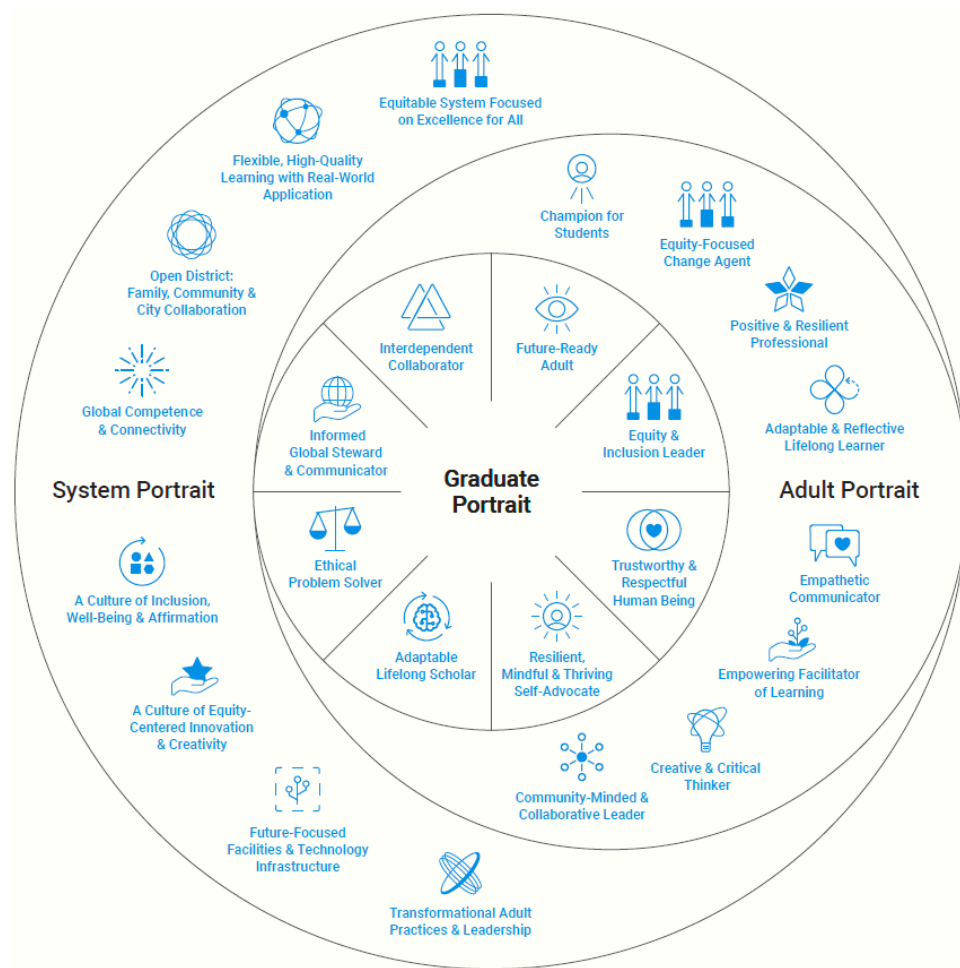 Equitable System Focused
on Excellence for All
Flexible, High-Quality
Learning with Real-World
Application
Open District:
Family, Community &
City Collaboration
Global Competence
& Connectivity
System Portrait
A Culture of Inclusion,
Well-Being & Affirmation
A Culture of Equity-
Centered Innovation
& Creativity
Future-Focused
Facilities & Technology
Infrastructure
Transformational Adult
Practices & Leadership
Champion for
Students
Equity-Focused
Change Agent
Positive & Resilient
Professional
Adaptable & Reflective
Lifelong Learner
Adult Portrait
Empathetic
Communicator
Empowering Facilitator
of Learning
Creative & Critical
Thinker
Community-Minded &
Collaborative Leader
Graduate
Portrait
Interdependent
Collaborator
Future-Ready
Adult
Equity &
Inclusion Leader
Trustworthy &
Respectful
Human Being
Resilient,
Mindful & Thriving
Self-Advocate
Adaptable
Lifelong Scholar
Ethical
Problem Solver
Informed
Global Steward
& Communicator